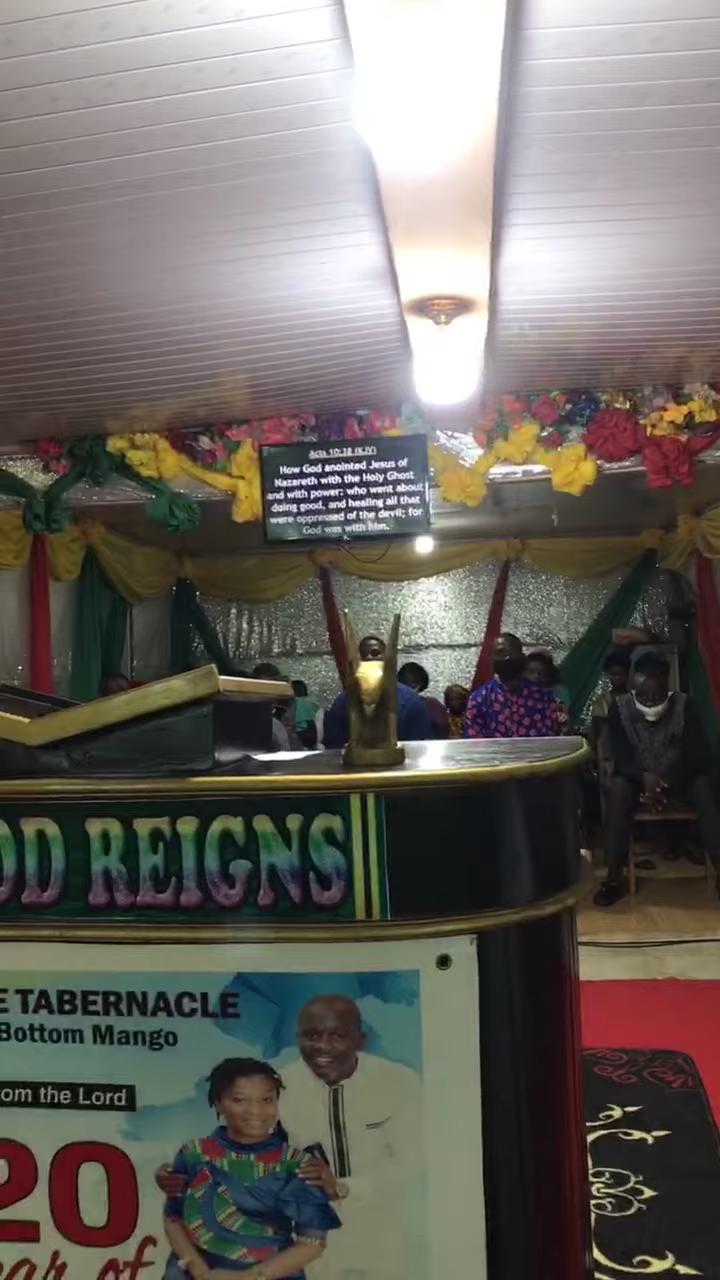 Acts 10:38 (KJV)
How God anointed Jesus of
Nazareth with the Holy Ghost
and with power: who went about
doing good, and healing all that
were oppressed of the devil; for
God was with him.
OD REIGNS
E TABERNACLE
Bottom Mango
om the Lord
20
ear of